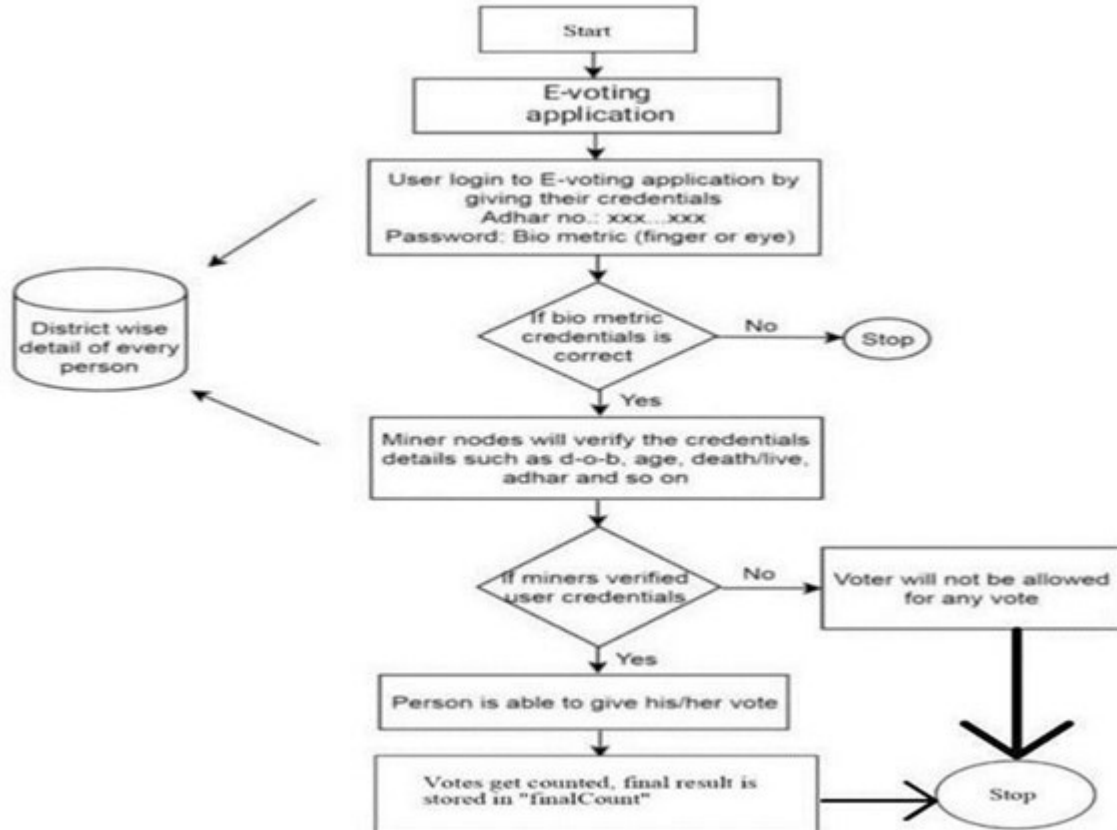 Start
E-voting
application
User login to E-voting application by
giving their credentials
Adhar no.: xxx...xxx
Password: Bio metric (finger or eye)
District wise
detail of every
person
If bio metric
credentials is
correct
No
Stop
Yes
Miner nodes will verify the credentials
details such as d-o-b, age, death/live,
adhar and so on
If miners verified
user credentials
No
Voter will not be allowed
for any vote
Yes
Person is able to give his/her vote
Votes get counted, final result is
stored in "finalCount"
Stop